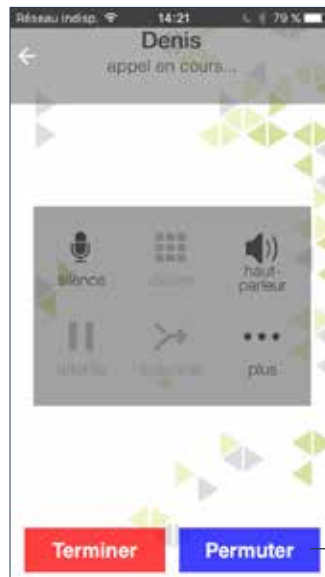 Réseau indisp. 14:21 79 %
Denis
appel en cours...
silence
haut-
parleur
plus
Terminer Permuter